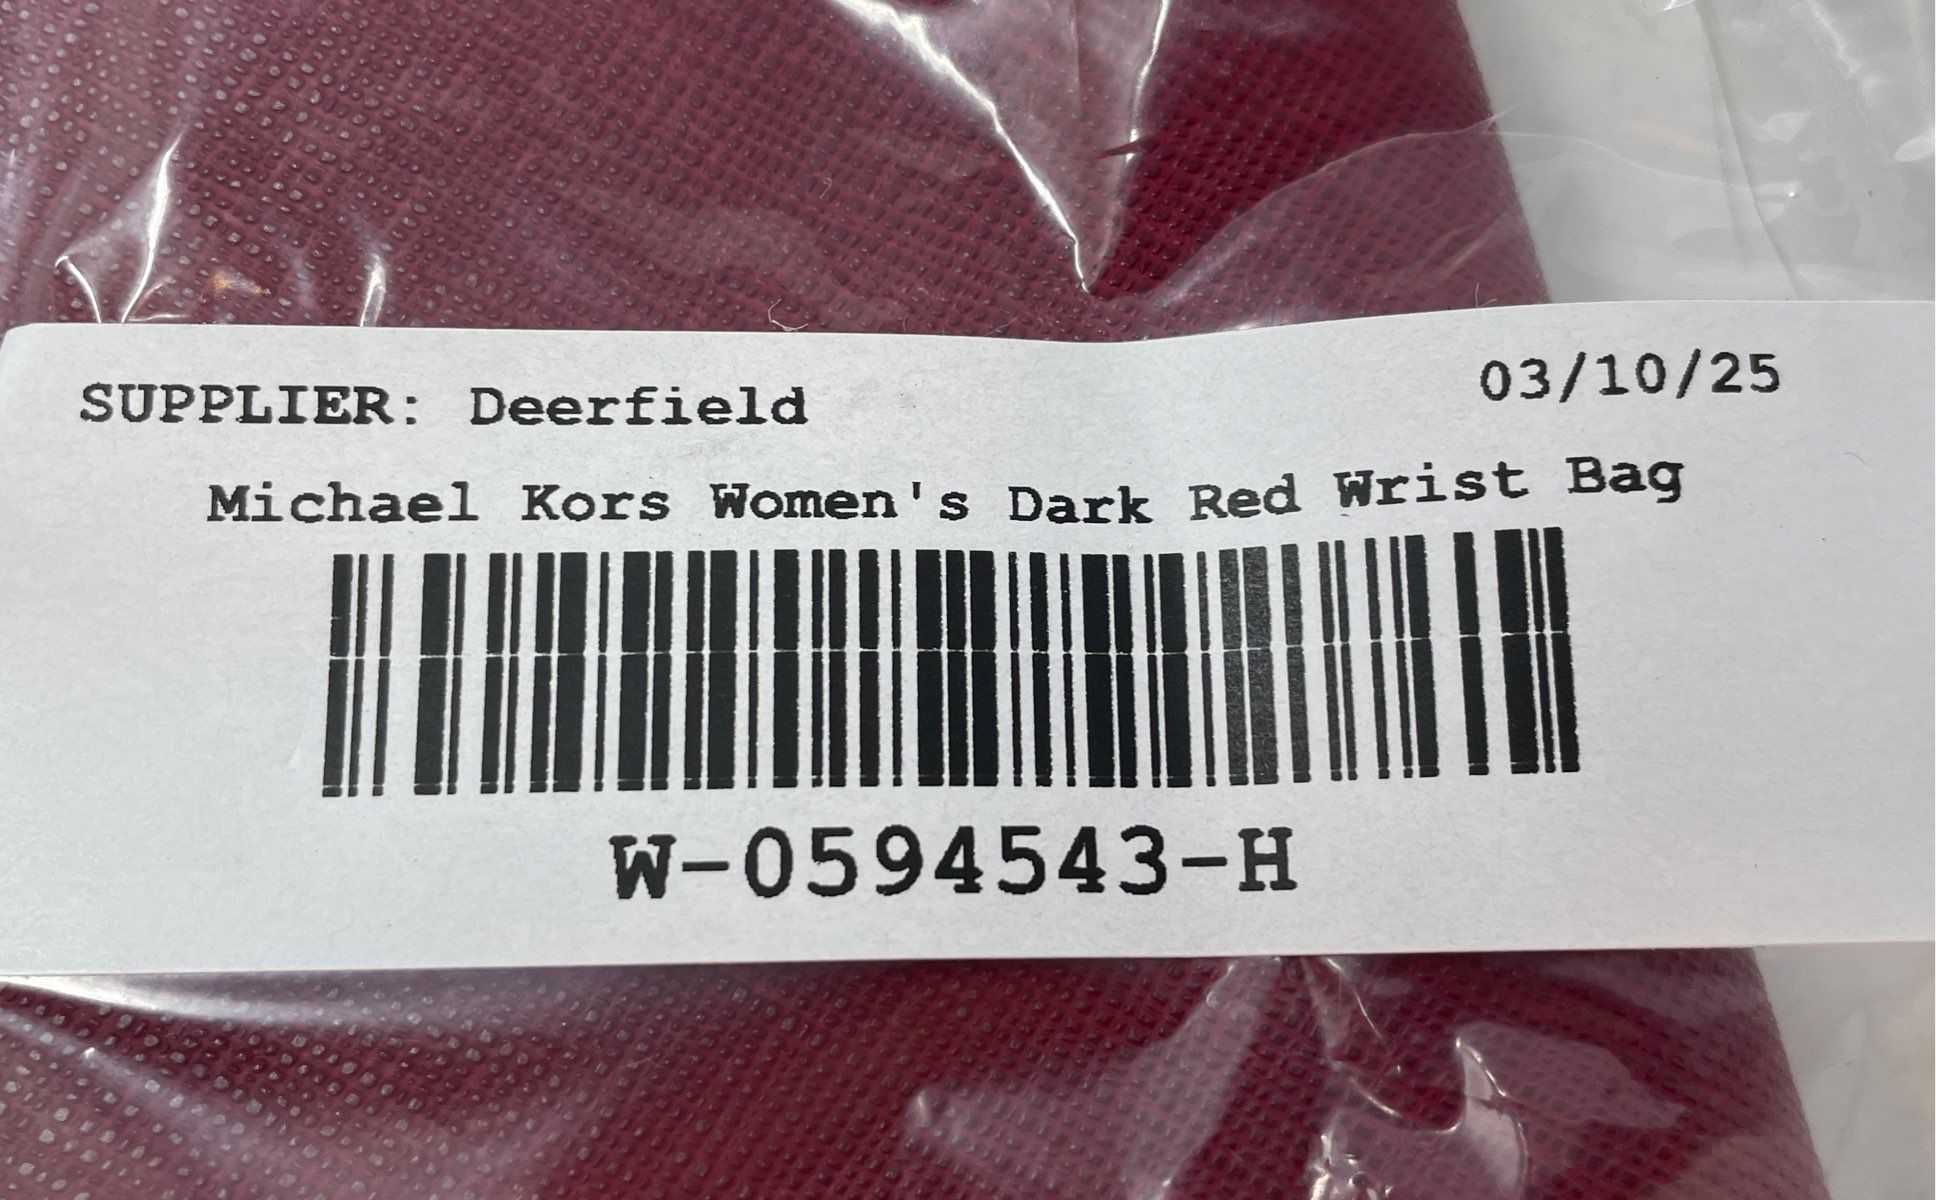 SUPPLIER: Deerfield 03/10/25
Michael Kors Women's Dark Red Wrist Bag
W-0594543-H